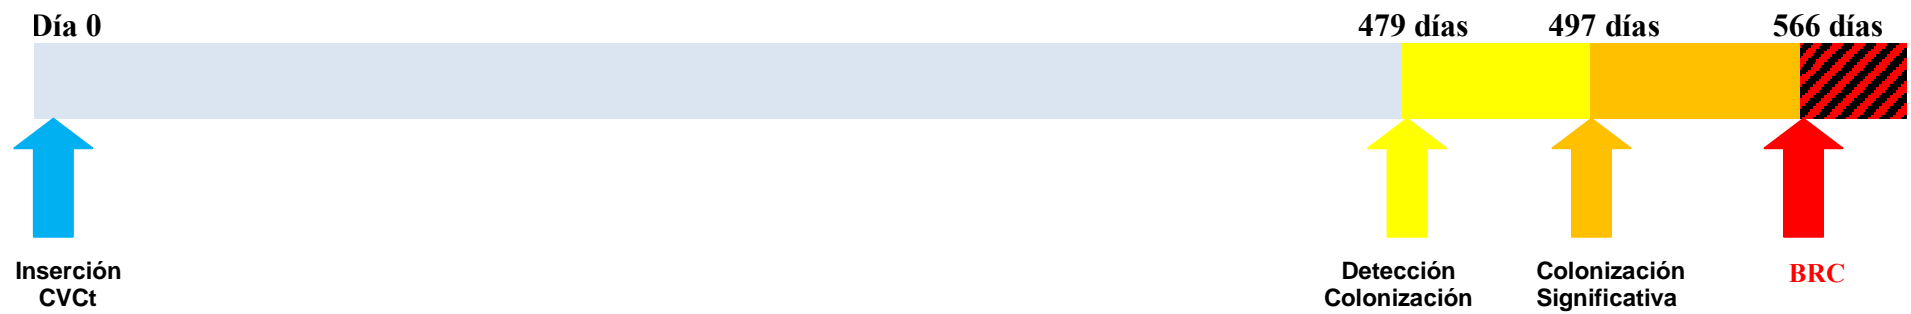 Día 0
479 días
497 días
566 días
Inserción
CVCt
Detección
Colonización
Colonización
Significativa
BRC